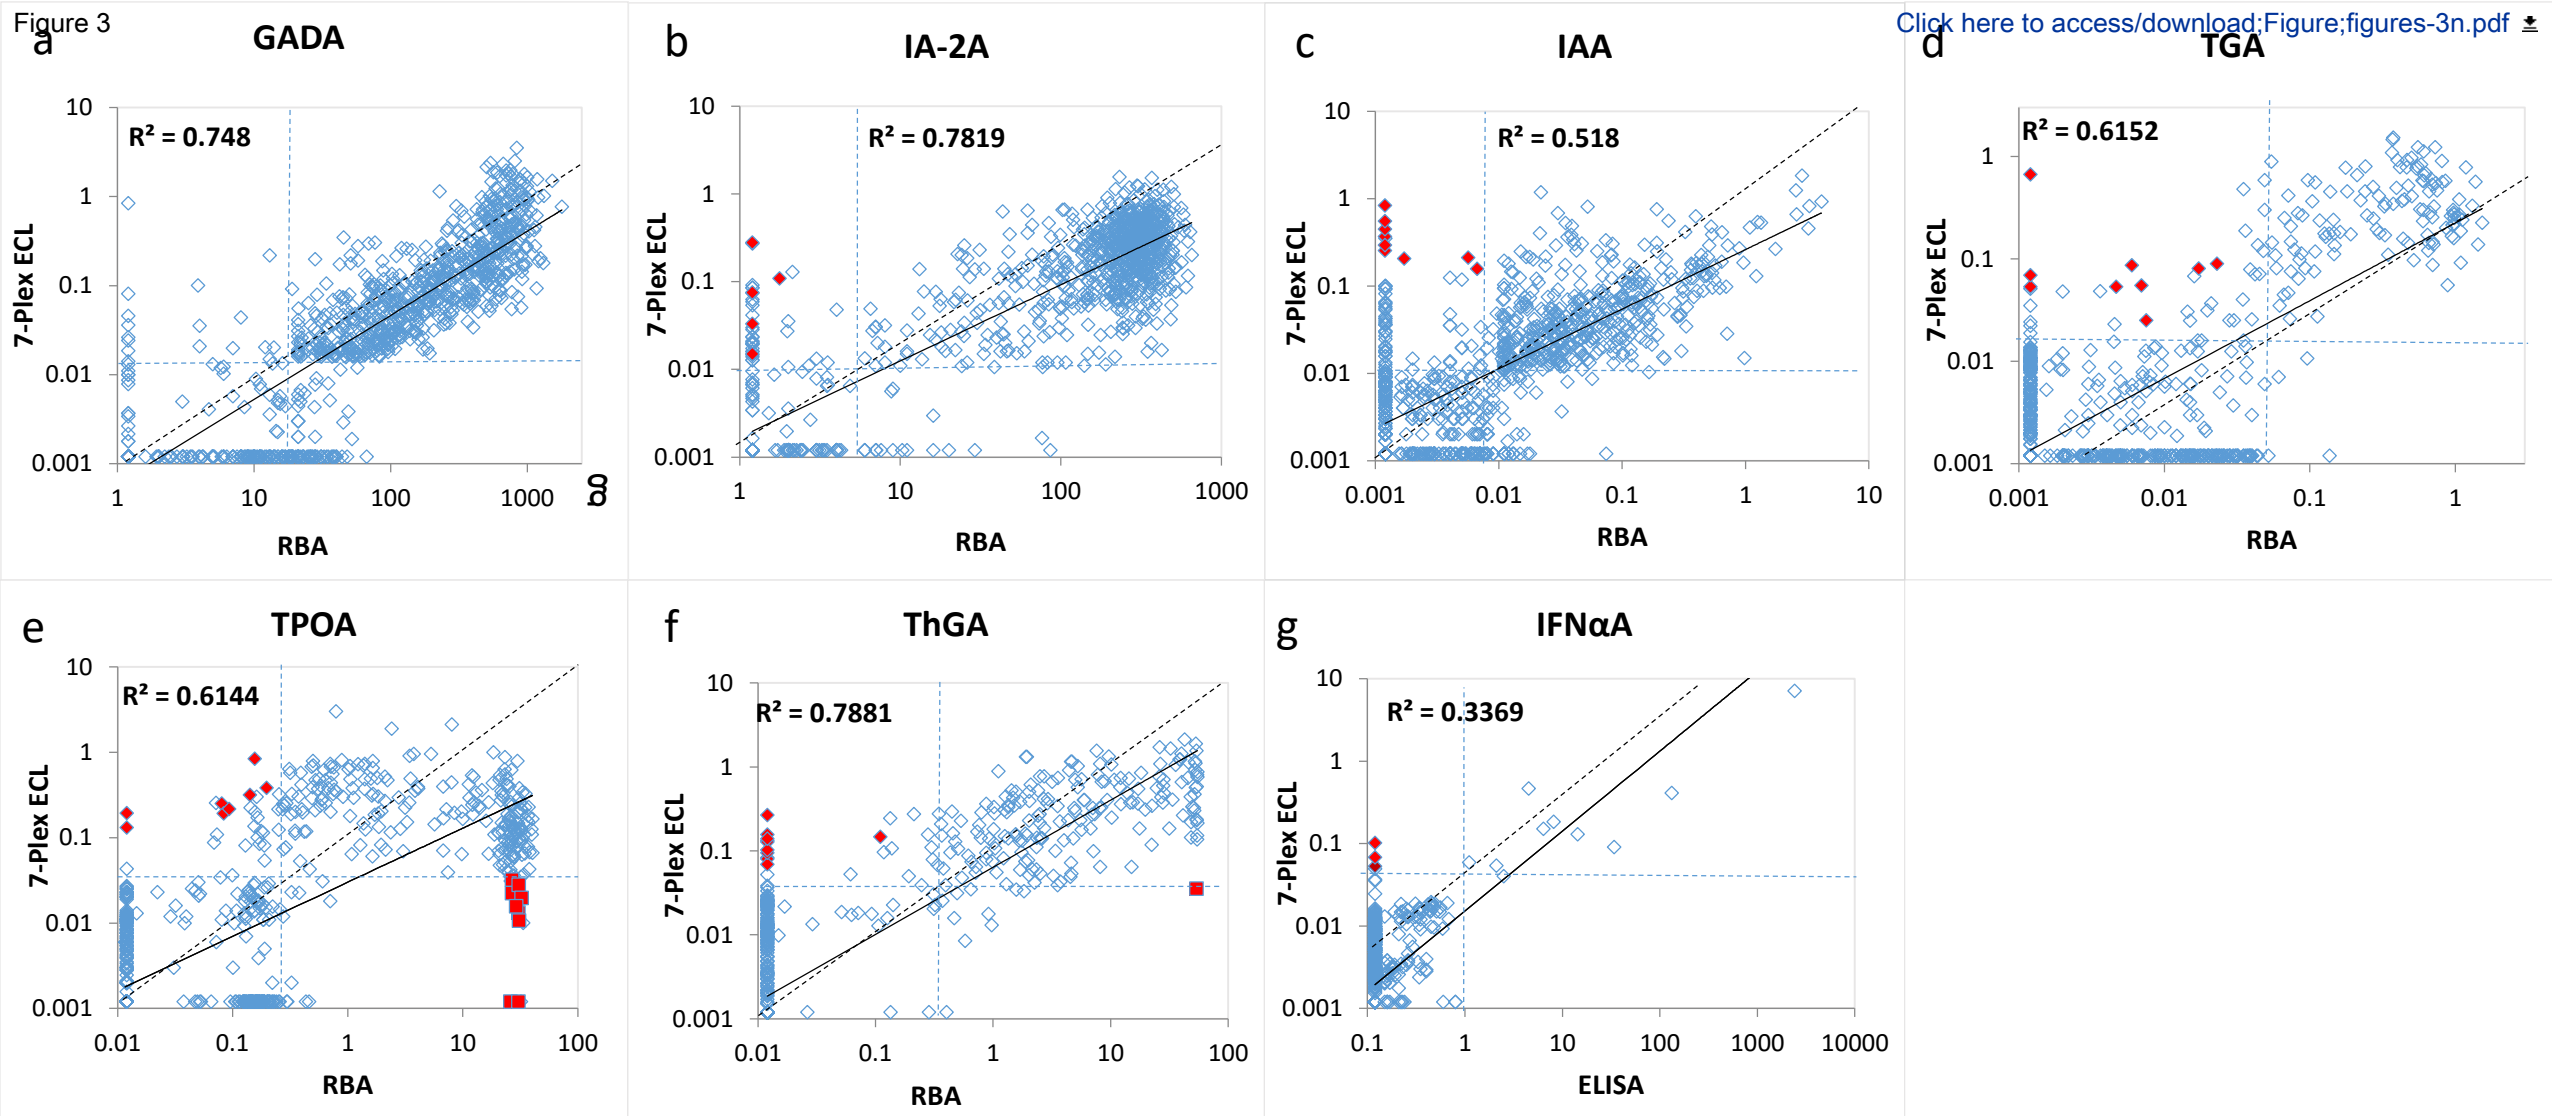 Figure 3
Click here to access/download;Figure;figures-3n.pdf
a
GADA
R² = 0.748
7-Plex ECL
10
1
0.1
0.01
0.001
1
10
100
1000
RBA
g
b
IA-2A
R² = 0.7819
7-Plex ECL
10
1
0.1
0.01
0.001
1
10
100
1000
RBA
c
IAA
R² = 0.518
7-Plex ECL
10
1
0.1
0.01
0.001
0.001
0.01
0.1
1
10
RBA
d
TGA
R² = 0.6152
7-Plex ECL
1
0.1
0.01
0.001
0.001
0.01
0.1
1
RBA
e
TPOA
R² = 0.6144
7-Plex ECL
10
1
0.1
0.01
0.001
0.01
0.1
1
10
100
RBA
f
ThGA
R² = 0.7881
7-Plex ECL
10
1
0.1
0.01
0.001
0.01
0.1
1
10
100
RBA
g
IFNαA
R² = 0.3369
7-Plex ECL
10
1
0.1
0.01
0.001
0.1
1
10
100
1000
10000
ELISA